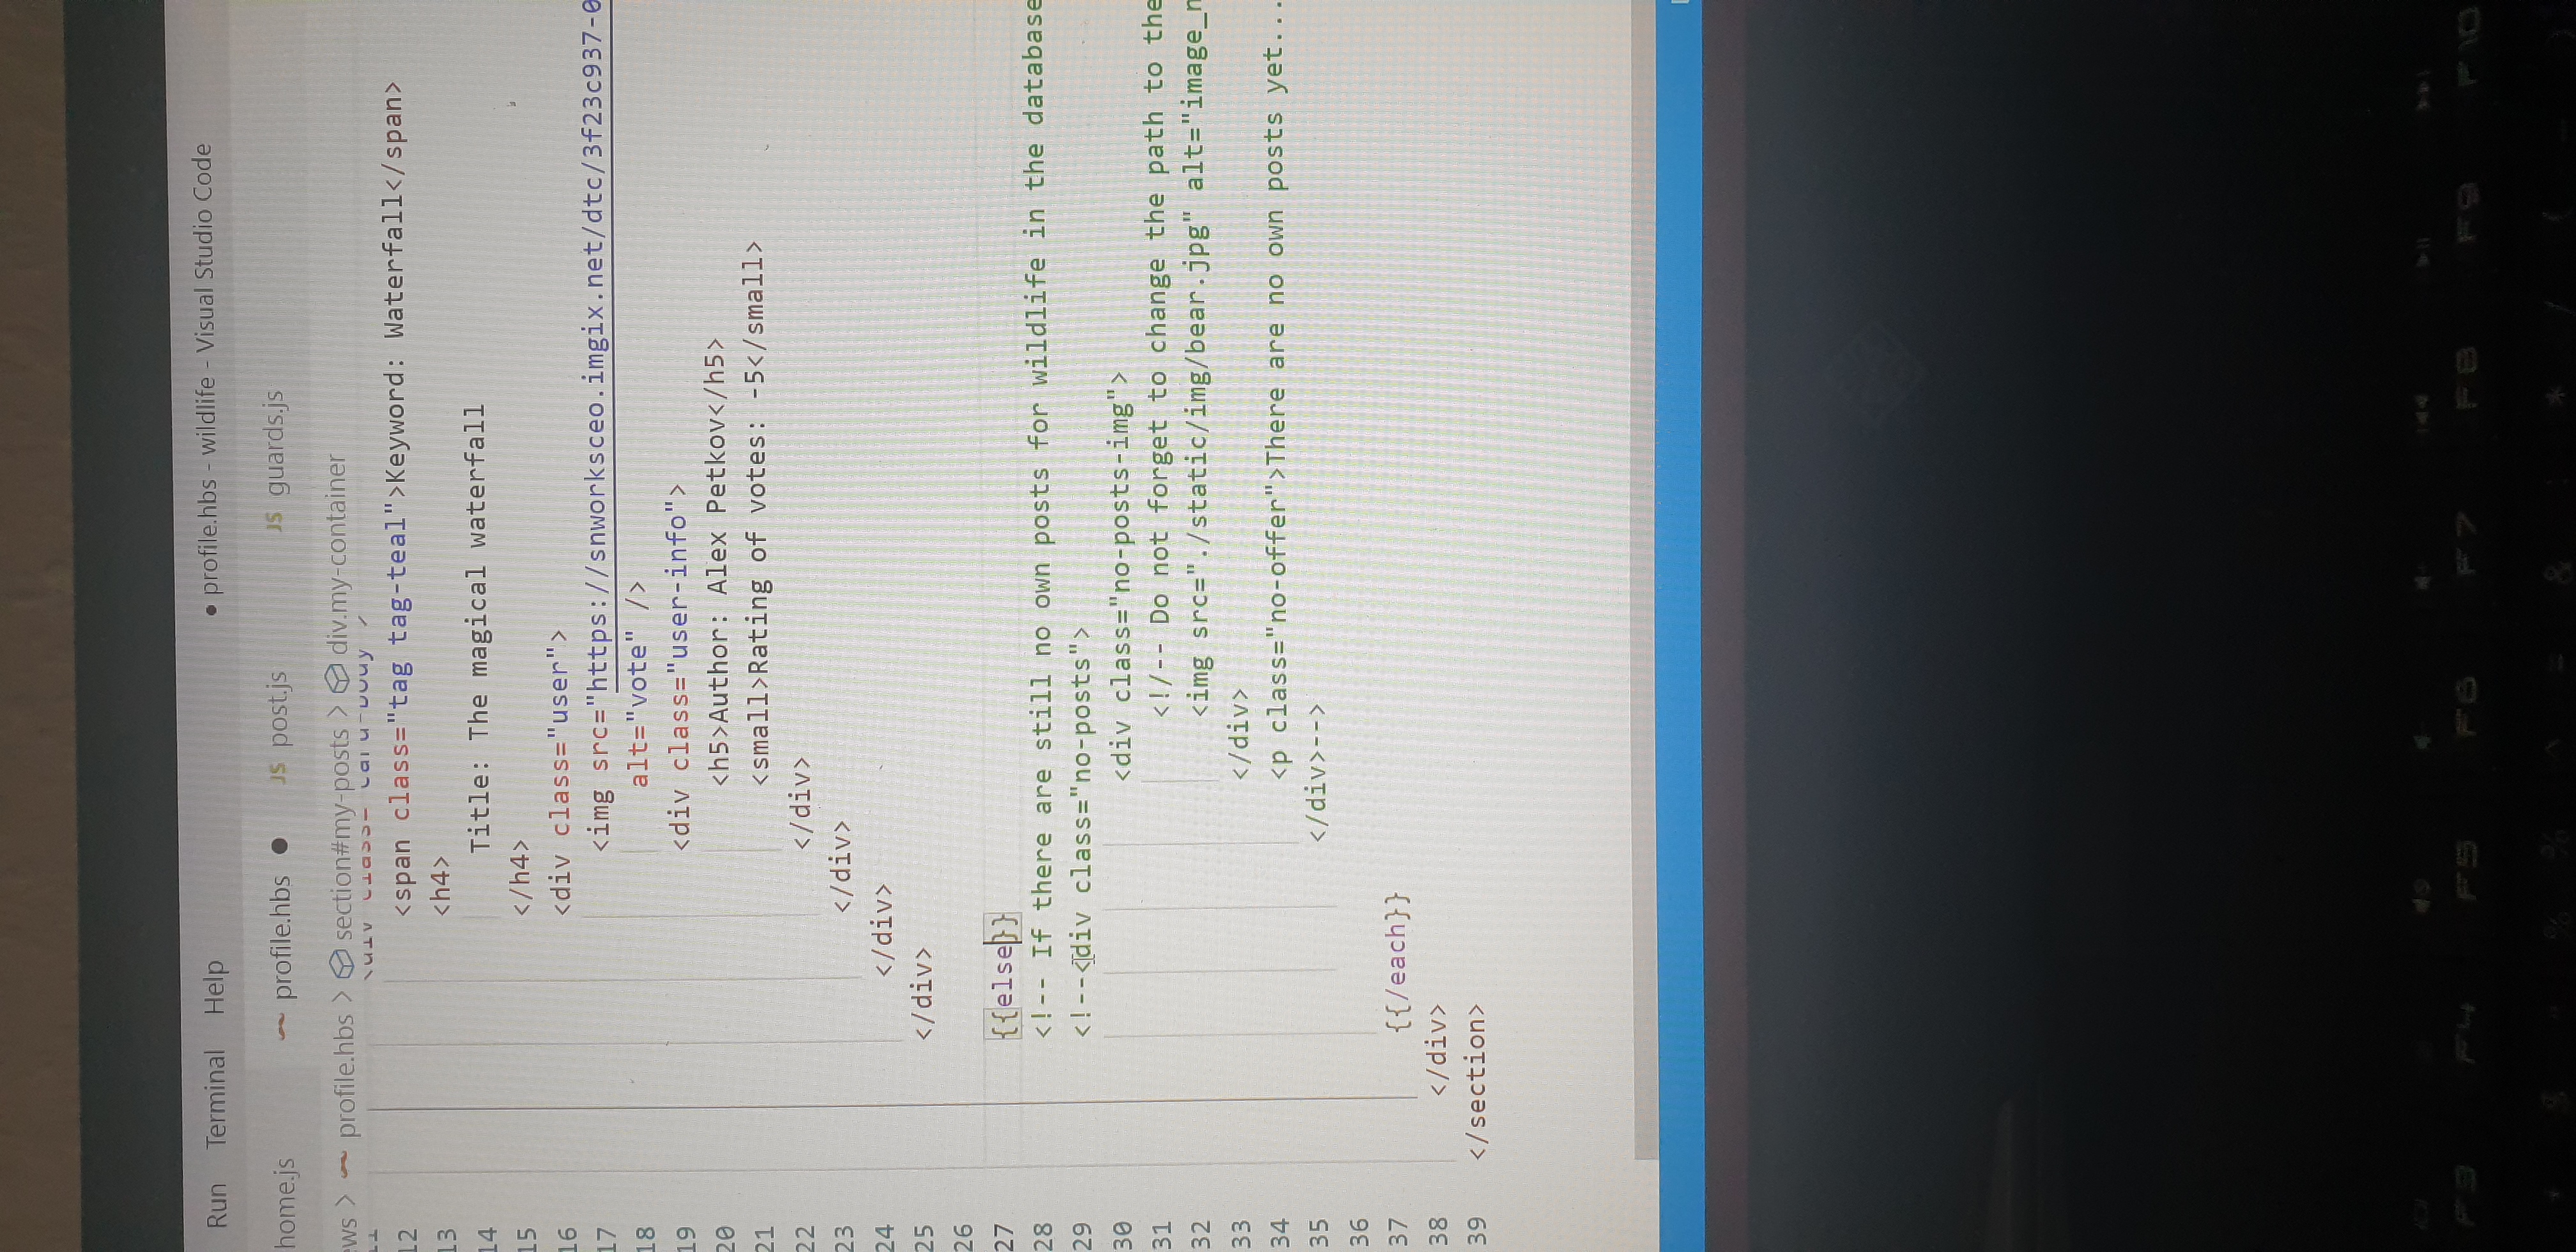 Run Terminal Help ● profile.hbs - wildlife - Visual Studio Code
home.js profile.hbs ● JS post.js JS guards.js
ews > profile.hbs > section#my-posts > div.my-container
11 <div class="card-body">
12 <span class="tag tag-teal">Keyword: Waterfall</span>
13 <h4>
14 Title: The magical waterfall
15 </h4>
16 <div class="user">
17 <img src="https://snworksceo.imgix.net/dtc/3f23c937-0
18 alt="vote" />
19 <div class="user-info">
20 <h5>Author: Alex Petkov</h5>
21 <small>Rating of votes: -5</small>
22 </div>
23 </div>
24 </div>
25 </div>
26
27 {{else}}
28 <!-- If there are still no own posts for wildlife in the database
29 <!--<div class="no-posts">
30 <div class="no-posts-img">
31 <!/-- Do not forget to change the path to the
32 <img src="./static/img/bear.jpg" alt="image_n
33 </div>
34 <p class="no-offer">There are no own posts yet...
35 </div>-->
36
37 {{/each}}
38 </div>
39 </section>
F3 F4 F5 F6 F7 F8 F9 F10